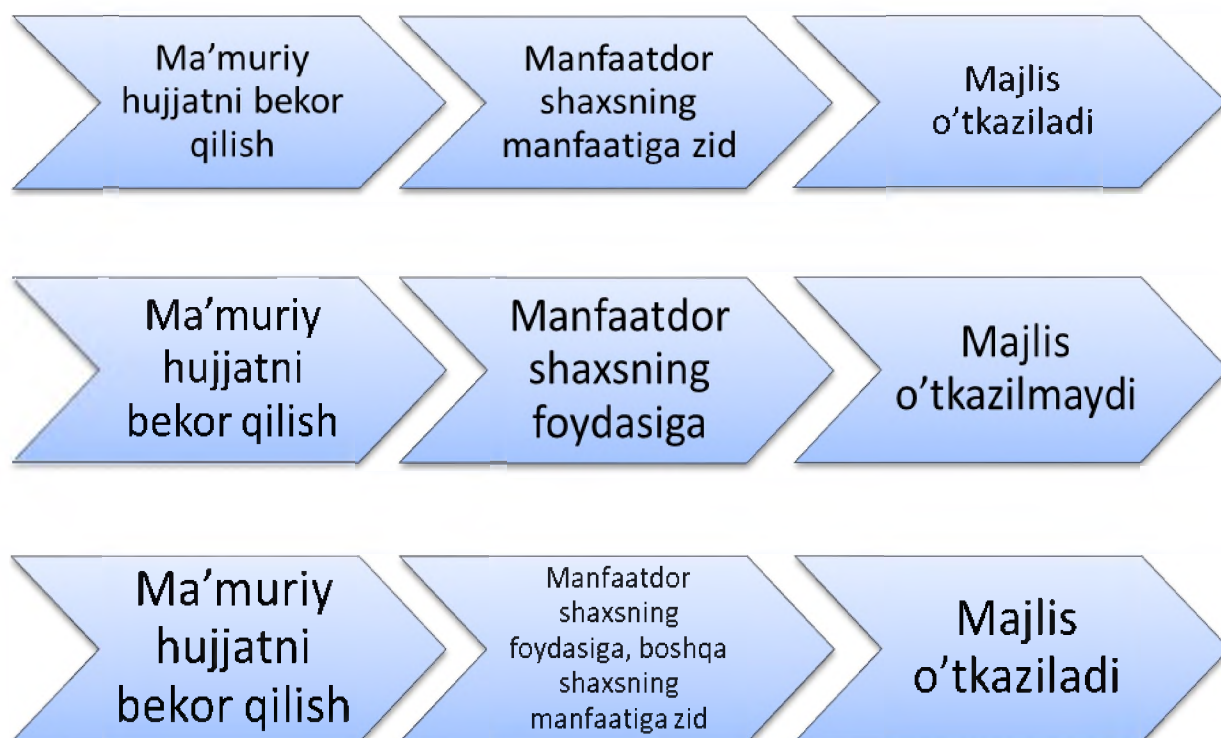 Ma’muriy
hujjatni bekor
qilish
Manfaatdor
shaxsning
manfaatiga zid
Majlis
o’tkaziladi
Ma’muriy
hujjatni
bekor qilish
Manfaatdor
shaxsning
foydasiga
Majlis
o’tkazilmaydi
Ma’muriy
hujjatni
bekor qilish
Manfaatdor
shaxsning
foydasiga, boshqa
shaxsning
manfaatiga zid
Majlis
o’tkaziladi